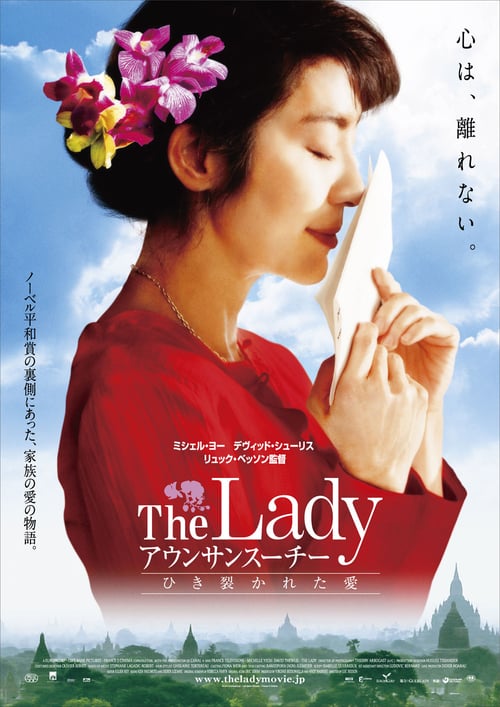 心は、離れない。
ノーベル平和賞の裏側にあった、家族の愛の物語。
ミシェル・ヨー デヴィッド・シューリス
リュック・ベッソン監督
The Lady
アウンサンスーチー
ひき裂かれた愛
www.theladymovie.jp